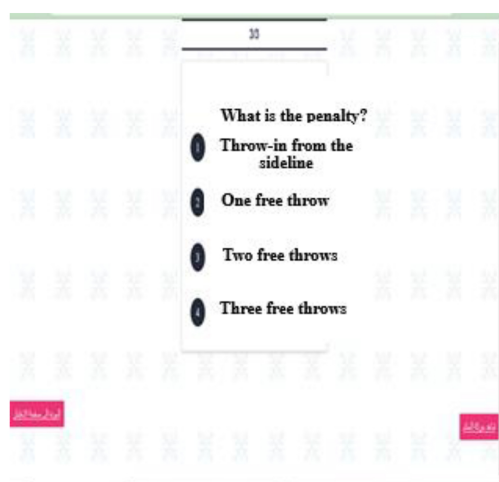 33
What is the penalty?
1 Throw-in from the
sideline
2 One free throw
3 Two free throws
4 Three free throws